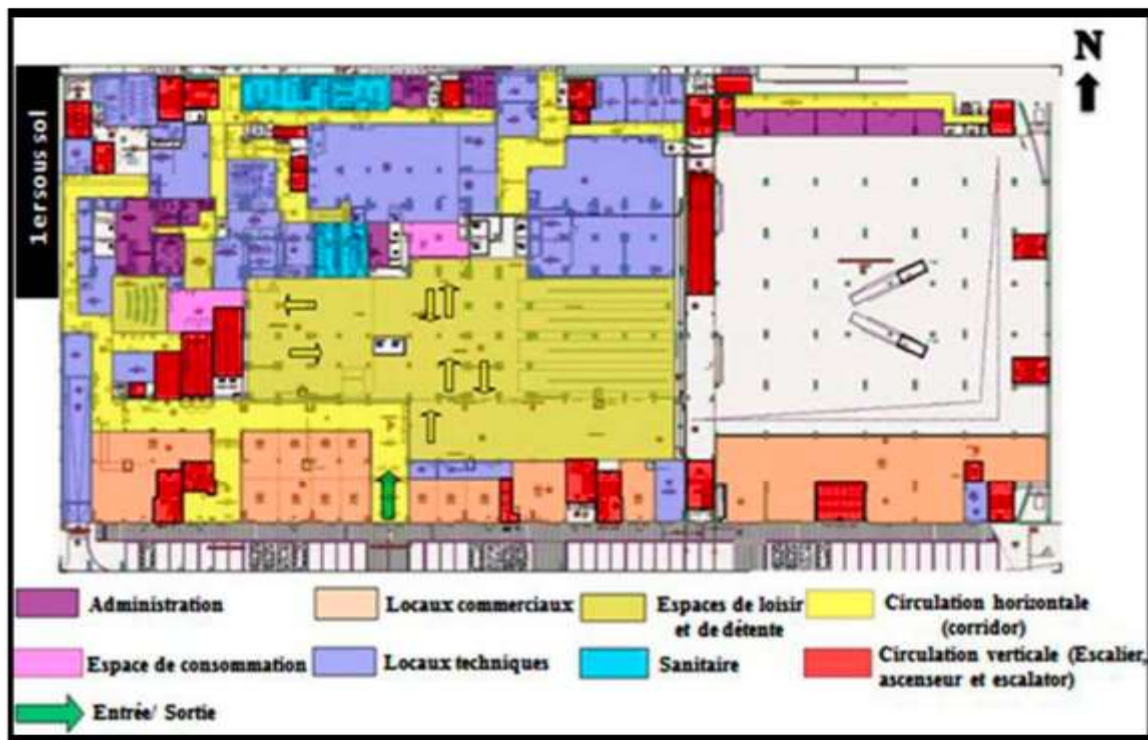 N
1ersous sol
Administration
Locaux commerciaux
Espaces de loisir
et de détente
Circulation horizontale
(corridor)
Espace de consommation
Locaux techniques
Sanitaire
Circulation verticale (Escalier,
ascenseur et escalator)
Entrée/ Sortie